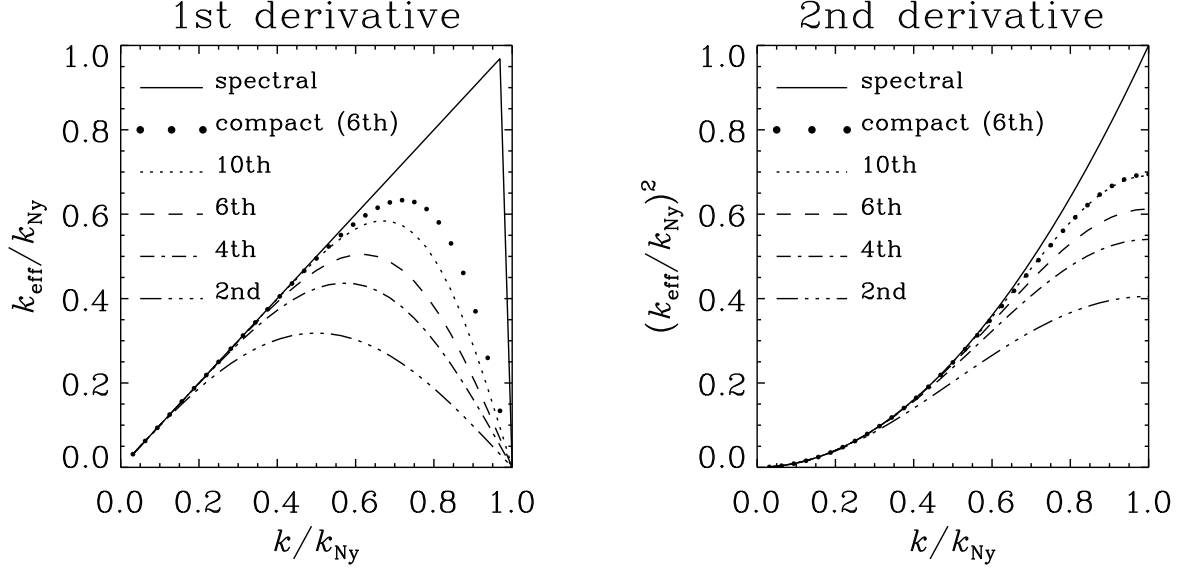 1st derivative
k_eff/k_Ny
1.0
0.8
0.6
0.4
0.2
0.0
spectral
compact (6th)
10th
6th
4th
2nd
0.0 0.2 0.4 0.6 0.8 1.0
k/k_Ny
2nd derivative
(k_eff/k_Ny)²
1.0
0.8
0.6
0.4
0.2
0.0
spectral
compact (6th)
10th
6th
4th
2nd
0.0 0.2 0.4 0.6 0.8 1.0
k/k_Ny